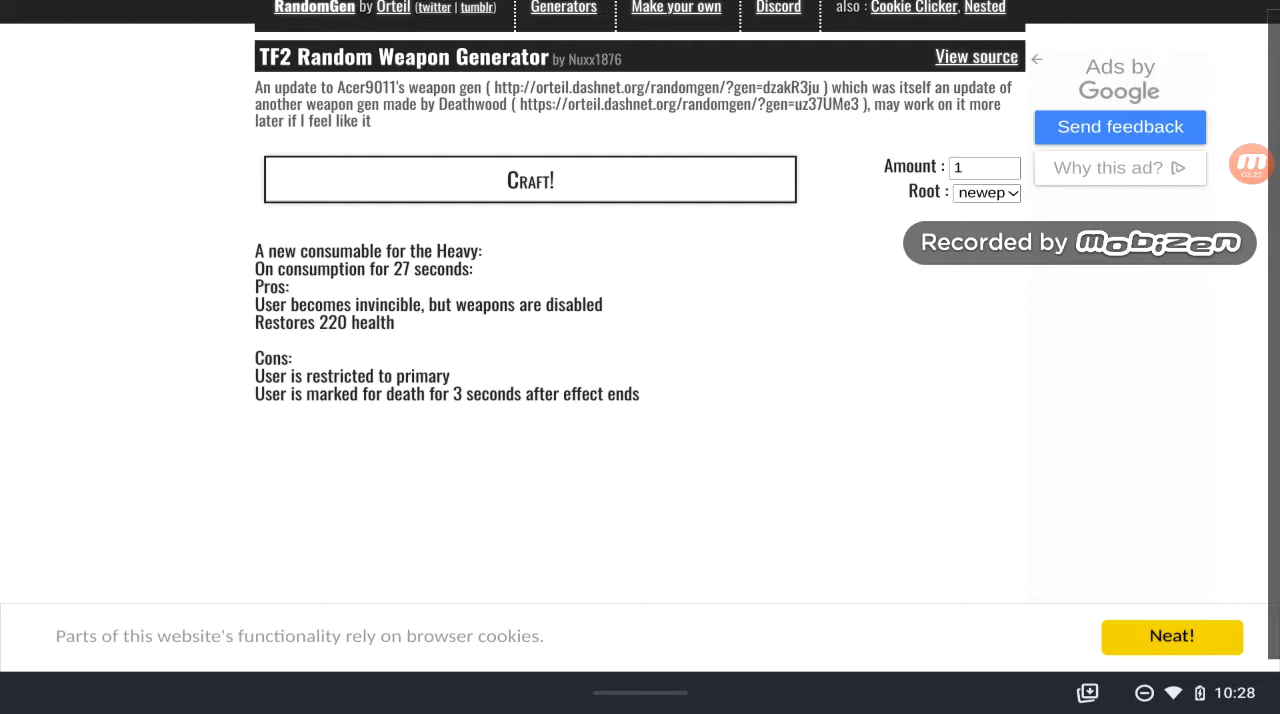 RandomGen by Orteil (twitter | tumblr)
Generators
Make your own
Discord
also : Cookie Clicker, Nested
TF2 Random Weapon Generator by Nuxx1876
View source
An update to Acer9011's weapon gen ( http://orteil.dashnet.org/randomgen/?gen=dzakR3ju ) which was itself an update of
another weapon gen made by Deathwood ( https://orteil.dashnet.org/randomgen/?gen=uz37UMe3 ), may work on it more
later if I feel like it
Ads by
Google
Send feedback
Why this ad?
Craft!
Amount : 1
Root : newep
03:27
Recorded by mobizen
A new consumable for the Heavy:
On consumption for 27 seconds:
Pros:
User becomes invincible, but weapons are disabled
Restores 220 health
Cons:
User is restricted to primary
User is marked for death for 3 seconds after effect ends
Parts of this website's functionality rely on browser cookies.
Neat!
10:28